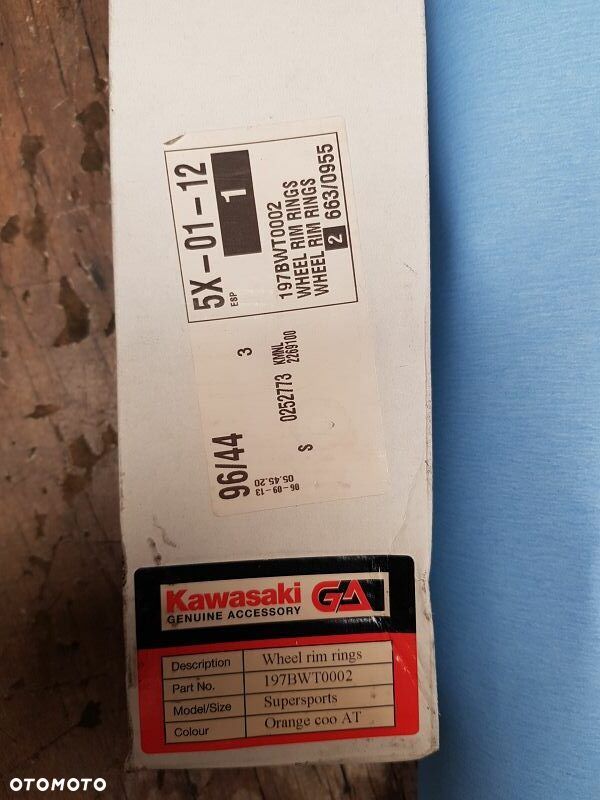 5X-01-12
ESP
1
197BWT0002
WHEEL RIM RINGS
WHEEL RIM RINGS
2 663/0955
96/44
3
06-09-13
05.45.20
S
0252773
KMNL
2269100
Kawasaki
GENUINE ACCESSORY
GA
Description Wheel rim rings
Part No. 197BWT0002
Model/Size Supersports
Colour Orange coo AT
OTOMOTO